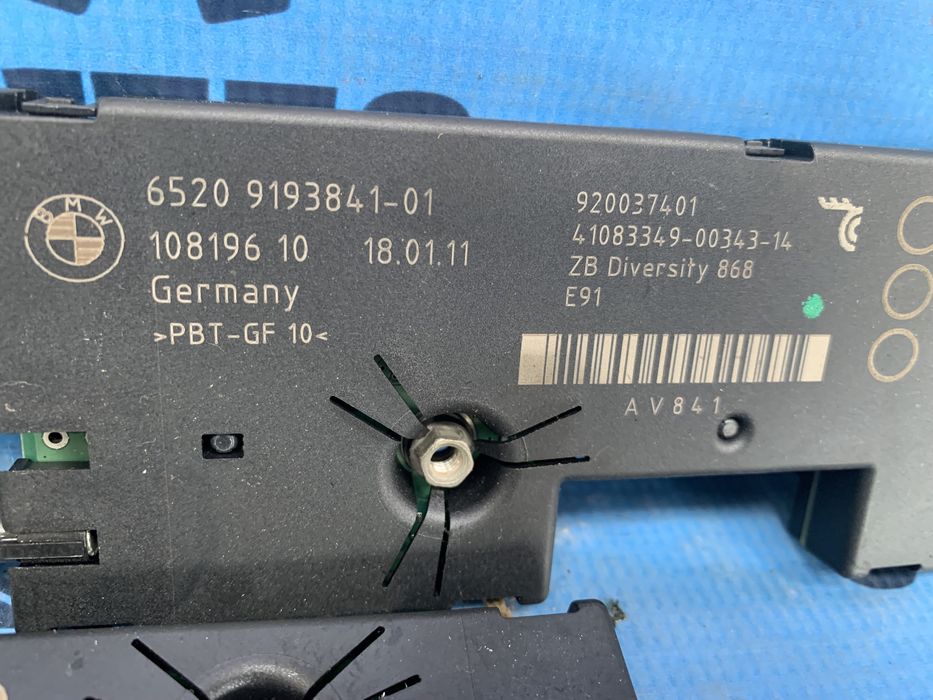 BMW
6520 9193841-01
108196 10 18.01.11
Germany
>PBT-GF 10<
920037401
41083349-00343-14
ZB Diversity 868
E91
AV841